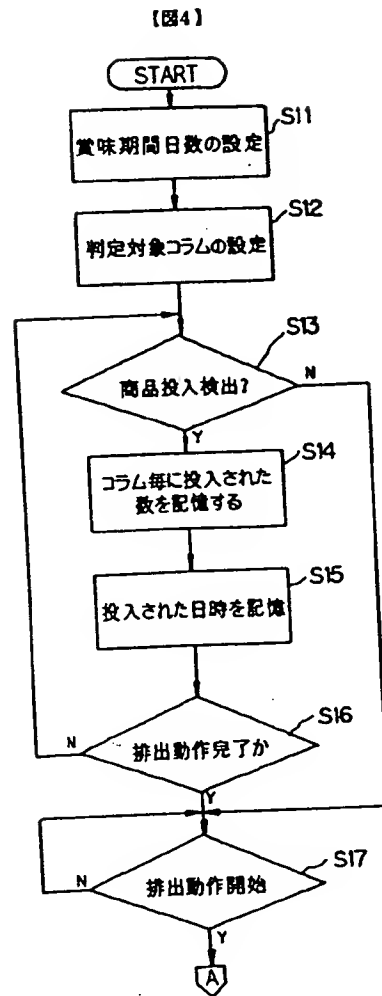 【図4】
START
S11
賞味期間日数の設定
S12
判定対象コラムの設定
S13
商品投入検出?
N
Y
S14
コラム毎に投入された
数を記憶する
S15
投入された日時を記憶
S16
排出動作完了か
N
Y
S17
排出動作開始
N
Y
A